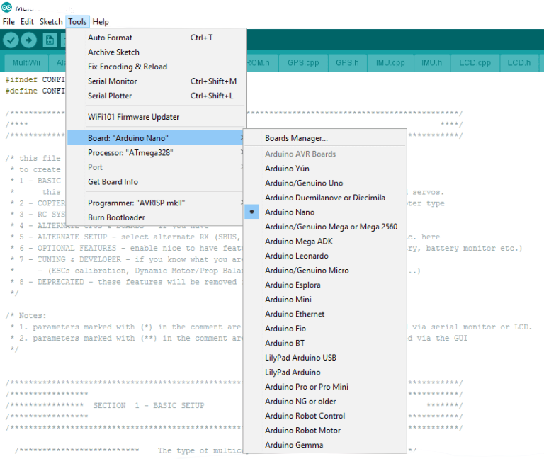 File Edit Sketch Tools Help
Auto Format Ctrl+T
Archive Sketch
Fix Encoding & Reload
Serial Monitor Ctrl+Shift+M
Serial Plotter Ctrl+Shift+L
WiFi101 Firmware Updater
Board: "Arduino Nano"
Processor: "ATmega328"
Port
Get Board Info
Programmer: "AVRISP mkII"
Burn Bootloader
Boards Manager...
Arduino AVR Boards
Arduino Yún
Arduino/Genuino Uno
Arduino Duemilanove or Diecimila
Arduino Nano
Arduino/Genuino Mega or Mega 2560
Arduino Mega ADK
Arduino Leonardo
Arduino/Genuino Micro
Arduino Esplora
Arduino Mini
Arduino Ethernet
Arduino Fio
Arduino BT
LilyPad Arduino USB
LilyPad Arduino
Arduino Pro or Pro Mini
Arduino NG or older
Arduino Robot Control
Arduino Robot Motor
Arduino Gemma
MultiWii GPS.cpp GPS.h IMU.cpp IMU.h LCD.cpp LCD.h
#ifndef CONFI
#define CONFI
/* this file
* to create
* 1 - BASIC
servos.
* 2 - COPTER type
* 3 - RC SYS
* 5 - ALTERNATE SETUP - select alternate RX (SBUS, here
* 6 - OPTIONAL FEATURES - enable nice to have feat ry, battery monitor etc.)
* 7 - TUNING & DEVELOPER - if you know what you are
(ESCs calibration, Dynamic Motor/Prop Balan ..)
* 8 - DEPRECATED - these features will be removed
*/
/* Notes:
* 1. parameters marked with (*) in the comment are via serial monitor or LCD.
* 2. parameters marked with (**) in the comment are d via the GUI
*/
/**************** SECTION 1 - BASIC SETUP *******/
The type of multic